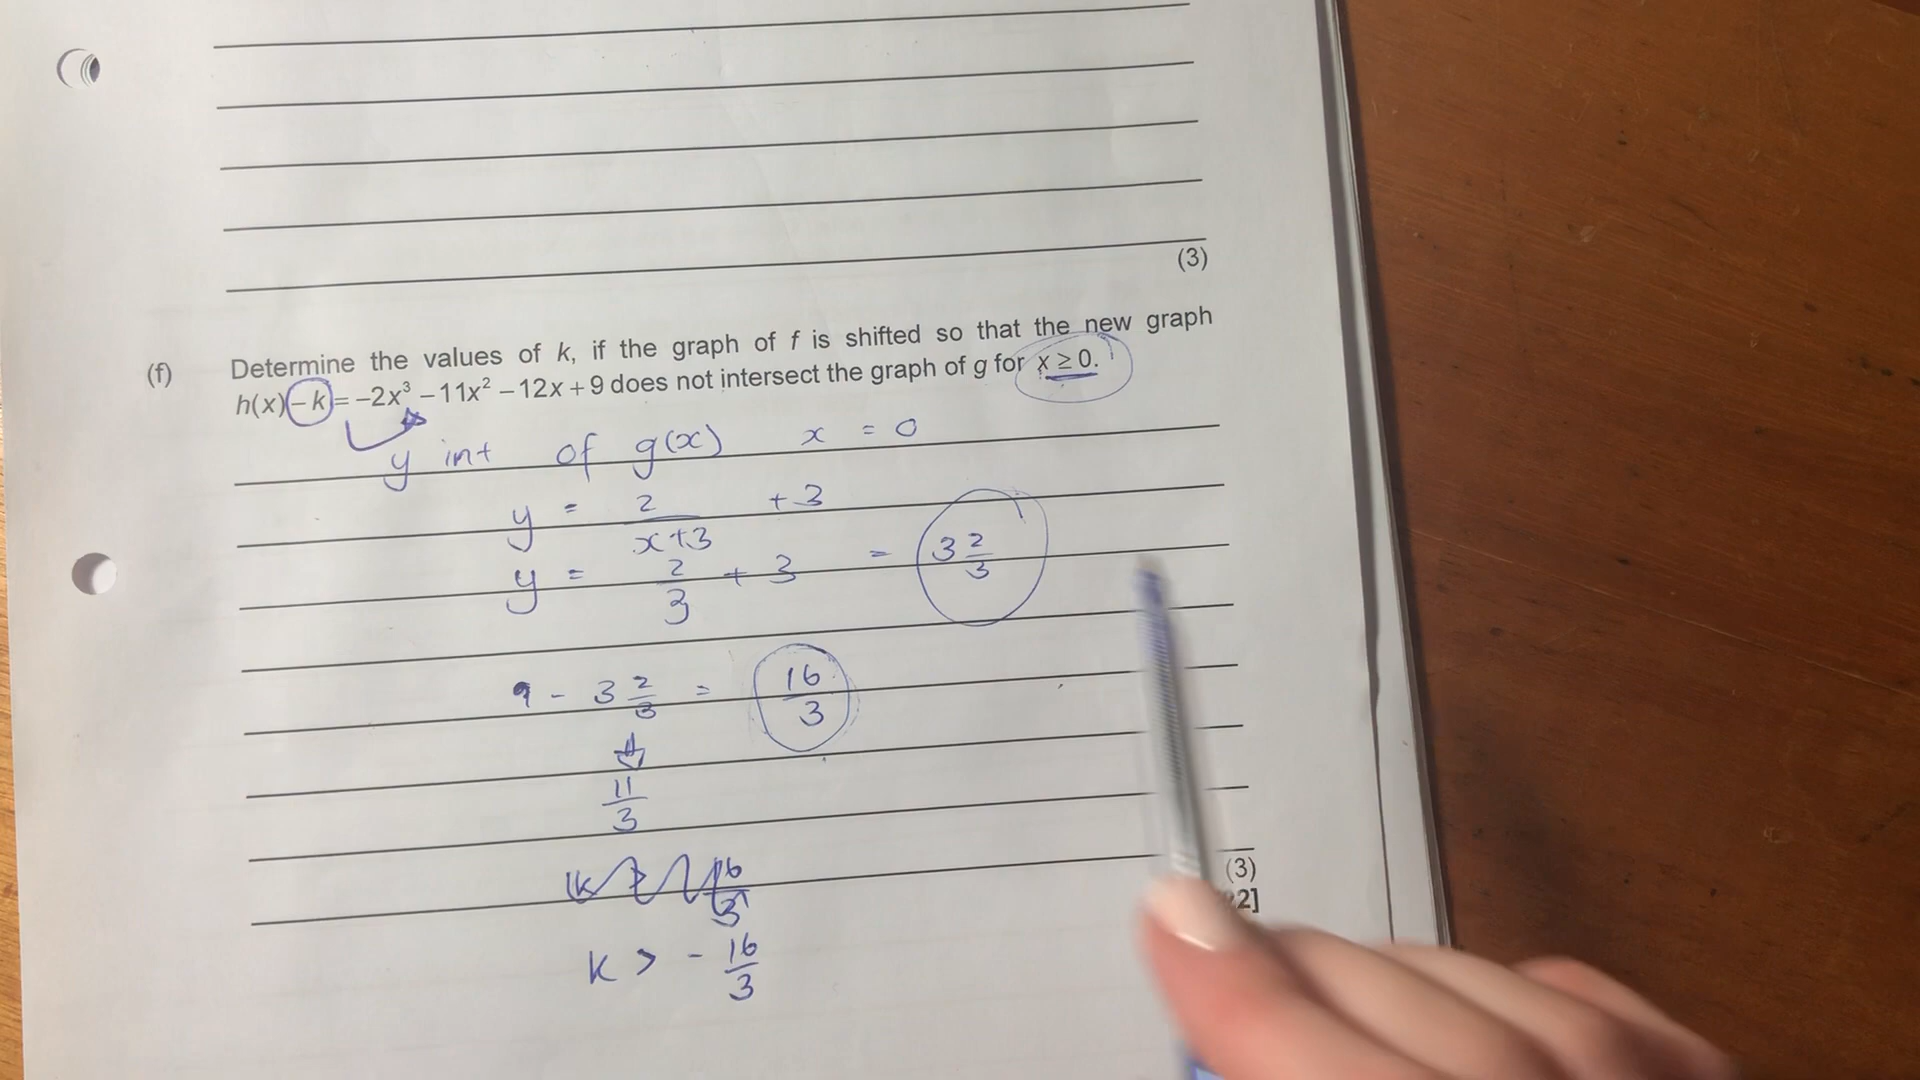 (3)
(f) Determine the values of k, if the graph of f is shifted so that the new graph
h(x) – k = –2x³ – 11x² – 12x + 9 does not intersect the graph of g for x ≥ 0.
y int of g(x) x = 0
y = 2/(x+3) + 3
y = 2/3 + 3 = 3 2/3
9 - 3 2/3 = 16/3
11/3
k > - 16/3
(3)
2]